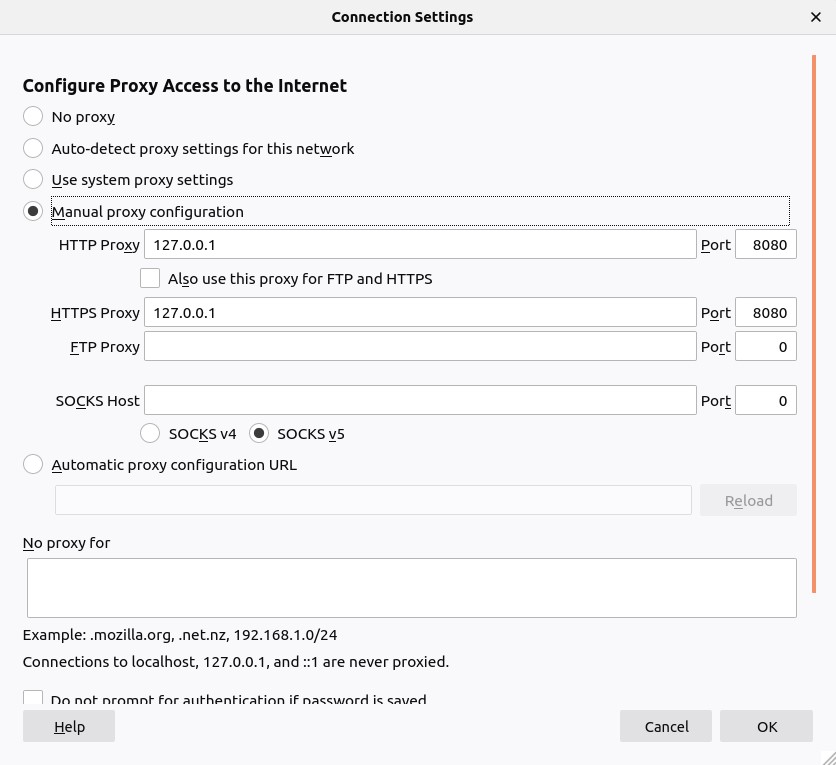 Connection Settings
Configure Proxy Access to the Internet
No proxy
Auto-detect proxy settings for this network
Use system proxy settings
Manual proxy configuration
HTTP Proxy 127.0.0.1 Port 8080
Also use this proxy for FTP and HTTPS
HTTPS Proxy 127.0.0.1 Port 8080
FTP Proxy Port 0
SOCKS Host Port 0
SOCKS v4 SOCKS v5
Automatic proxy configuration URL
Reload
No proxy for
Example: .mozilla.org, .net.nz, 192.168.1.0/24
Connections to localhost, 127.0.0.1, and ::1 are never proxied.
Do not prompt for authentication if password is saved
Help Cancel OK